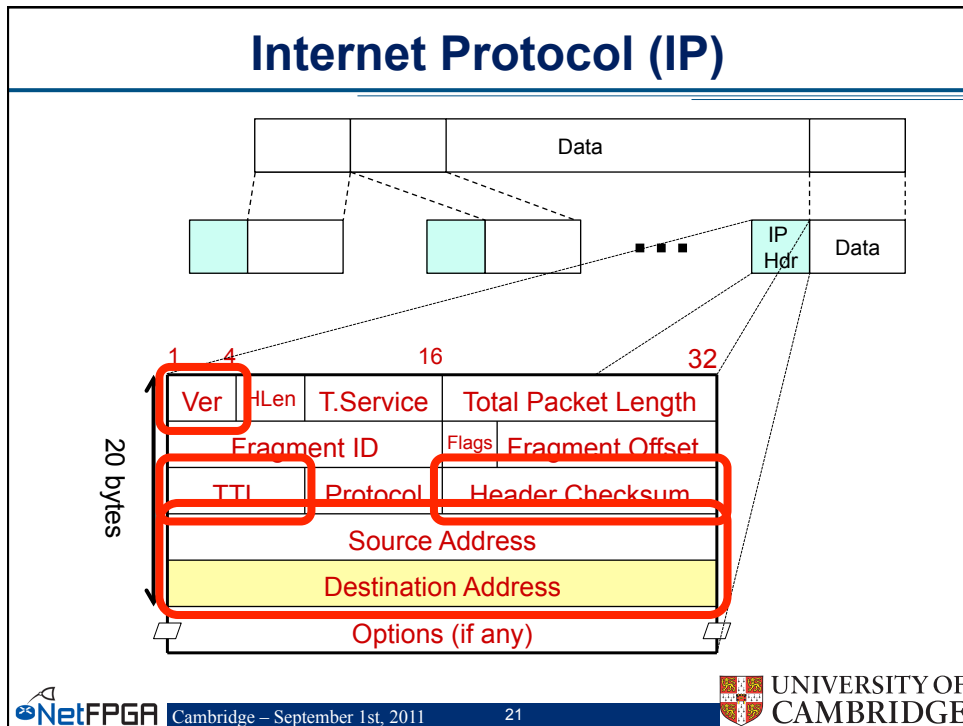 Internet Protocol (IP)
Data
IP
Hdr
Data
1 4 16 32
Ver HLen T.Service Total Packet Length
Fragment ID Flags Fragment Offset
TTL Protocol Header Checksum
Source Address
Destination Address
Options (if any)
20 bytes
NetFPGA Cambridge – September 1st, 2011 21
UNIVERSITY OF
CAMBRIDGE